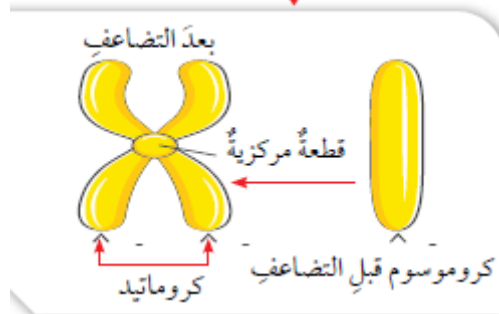 بعدَ التضاعفِ
قطعةٌ مركزيةٌ
كروموسوم قبلِ التضاعفِ
كروماتيد